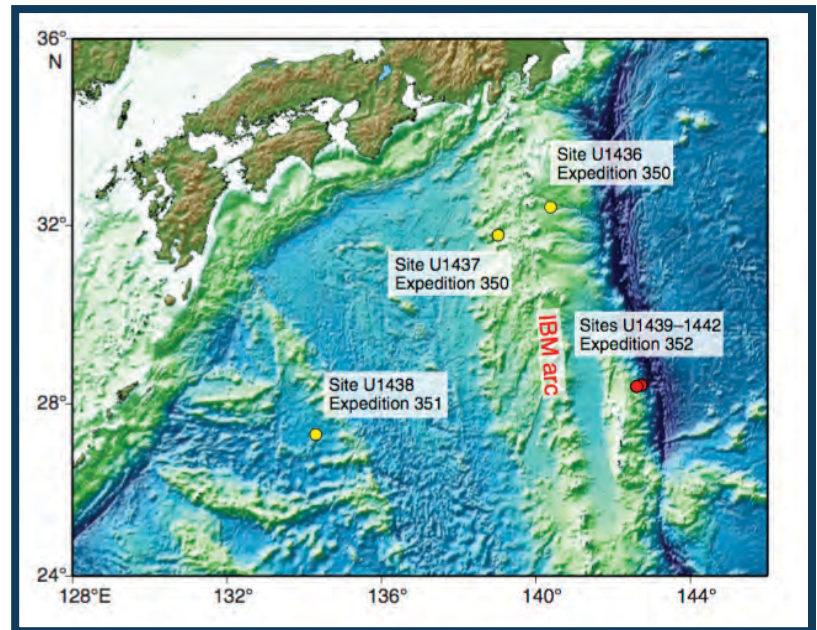 36°
N
Site U1436
Expedition 350
32°
Site U1437
Expedition 350
Sites U1439–1442
Expedition 352
IBM arc
Site U1438
Expedition 351
28°
24°
128°E
132°
136°
140°
144°